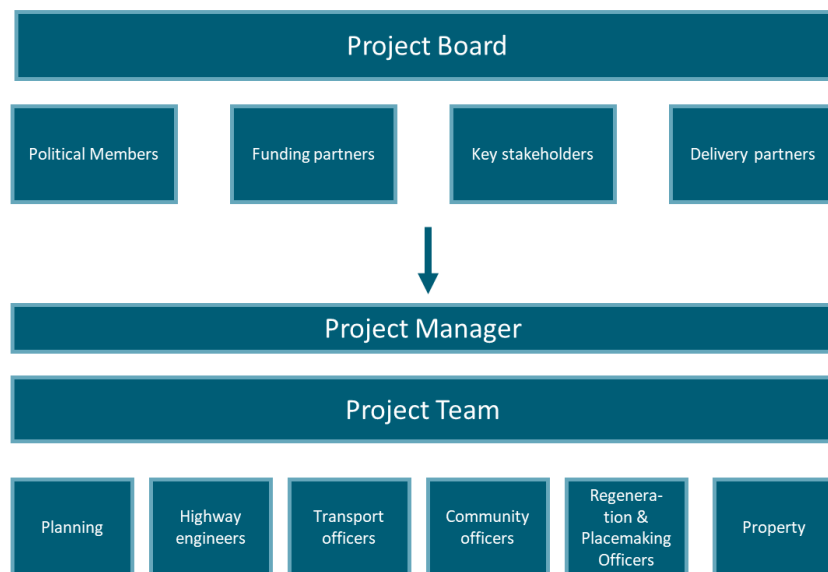 Project Board
Political Members
Funding partners
Key stakeholders
Delivery partners
Project Manager
Project Team
Planning
Highway
engineers
Transport
officers
Community
officers
Regenera-
tion &
Placemaking
Officers
Property